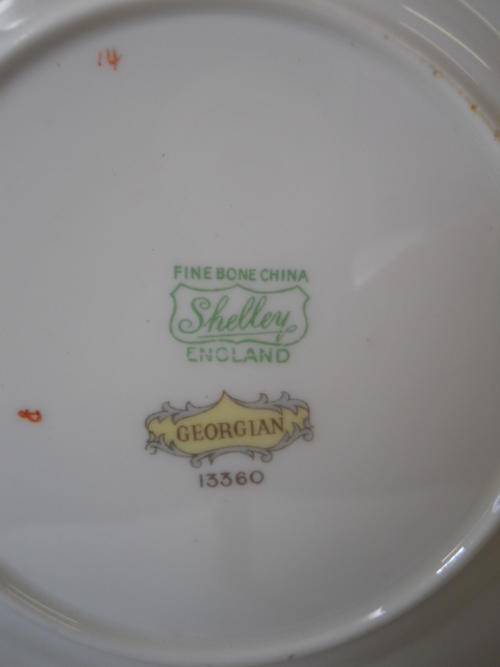 14
FINE BONE CHINA
Shelley
ENGLAND
GEORGIAN
13360